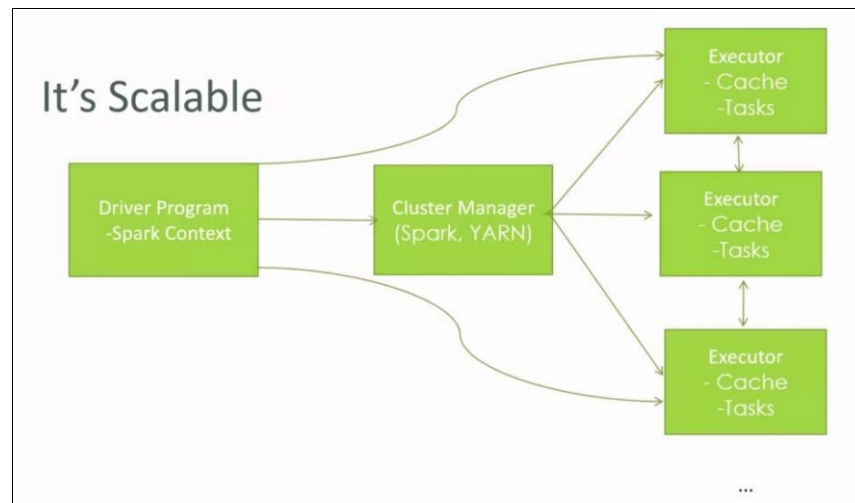 It's Scalable
Driver Program
-Spark Context
Cluster Manager
(Spark, YARN)
Executor
- Cache
-Tasks
Executor
- Cache
-Tasks
Executor
- Cache
-Tasks
...